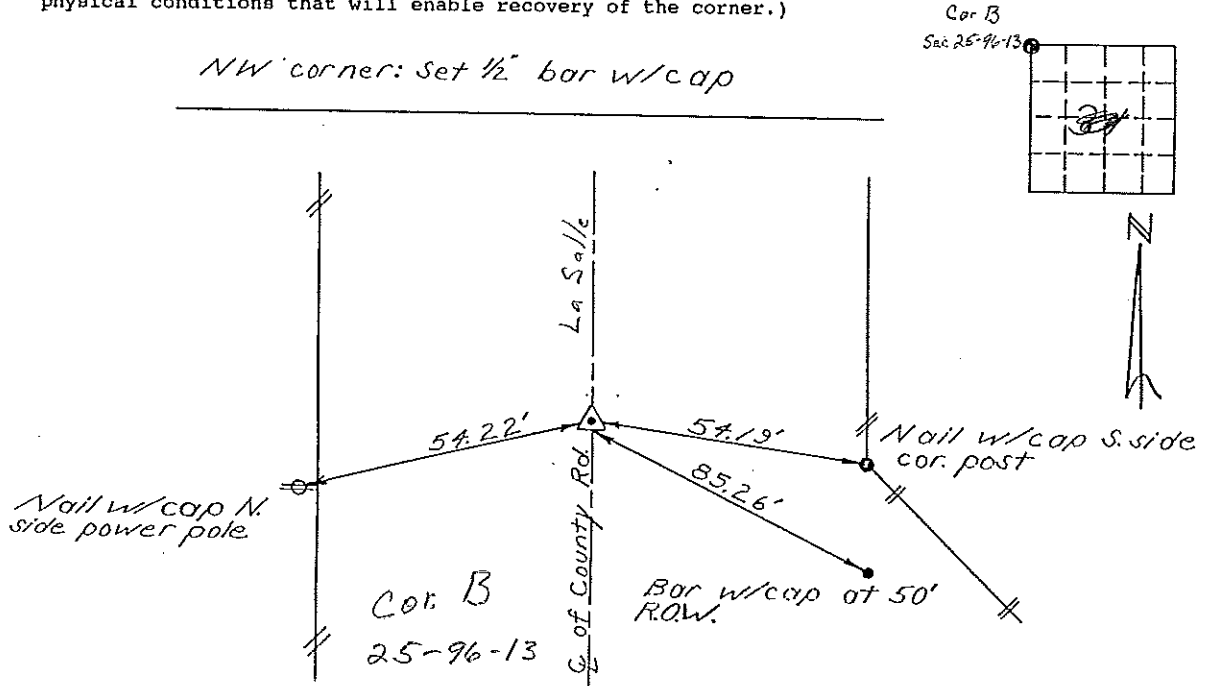 physical conditions that will enable recovery of the corner.)
Cor B
Sec 25-96-13
NW corner: Set 1/2" bar w/cap
N
La Salle
54.22'
54.19'
Nail w/cap S. side
cor. post
85.26'
Nail w/cap N.
side power pole
Bar w/cap at 50'
R.O.W.
Cor. B
25-96-13
℄ of County Rd.